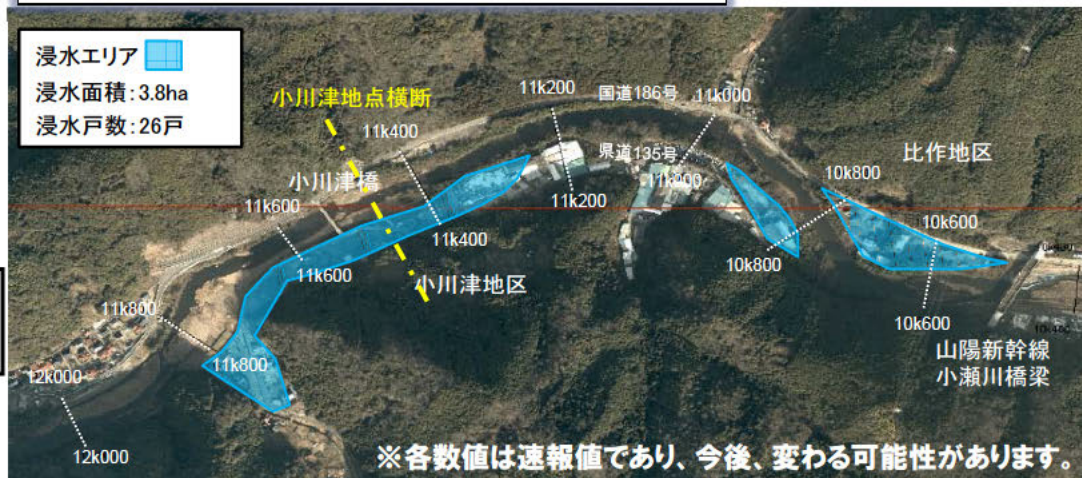 浸水エリア
浸水面積:3.8ha
浸水戸数:26戸
小川津地点横断
11k200
国道186号
11k000
11k400
県道135号
比作地区
小川津橋
11k000
10k800
11k600
11k200
10k600
11k400
11k600
10k800
小川津地区
11k800
10k600
10k400
11k800
山陽新幹線
小瀬川橋梁
12k000
12k000
※各数値は速報値であり、今後、変わる可能性があります。